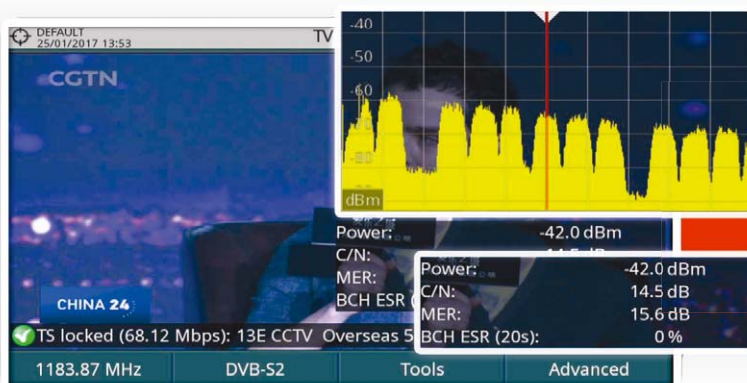 DEFAULT
25/01/2017 13:53
TV
CGTN
-40
-50
-60
-80
dBm
Power: -42.0 dBm
C/N:
MER:
BCH ESR (
Power: -42.0 dBm
C/N: 14.5 dB
MER: 15.6 dB
BCH ESR (20s): 0 %
CHINA 24
TS locked (68.12 Mbps): 13E CCTV Overseas 5
1183.87 MHz
DVB-S2
Tools
Advanced